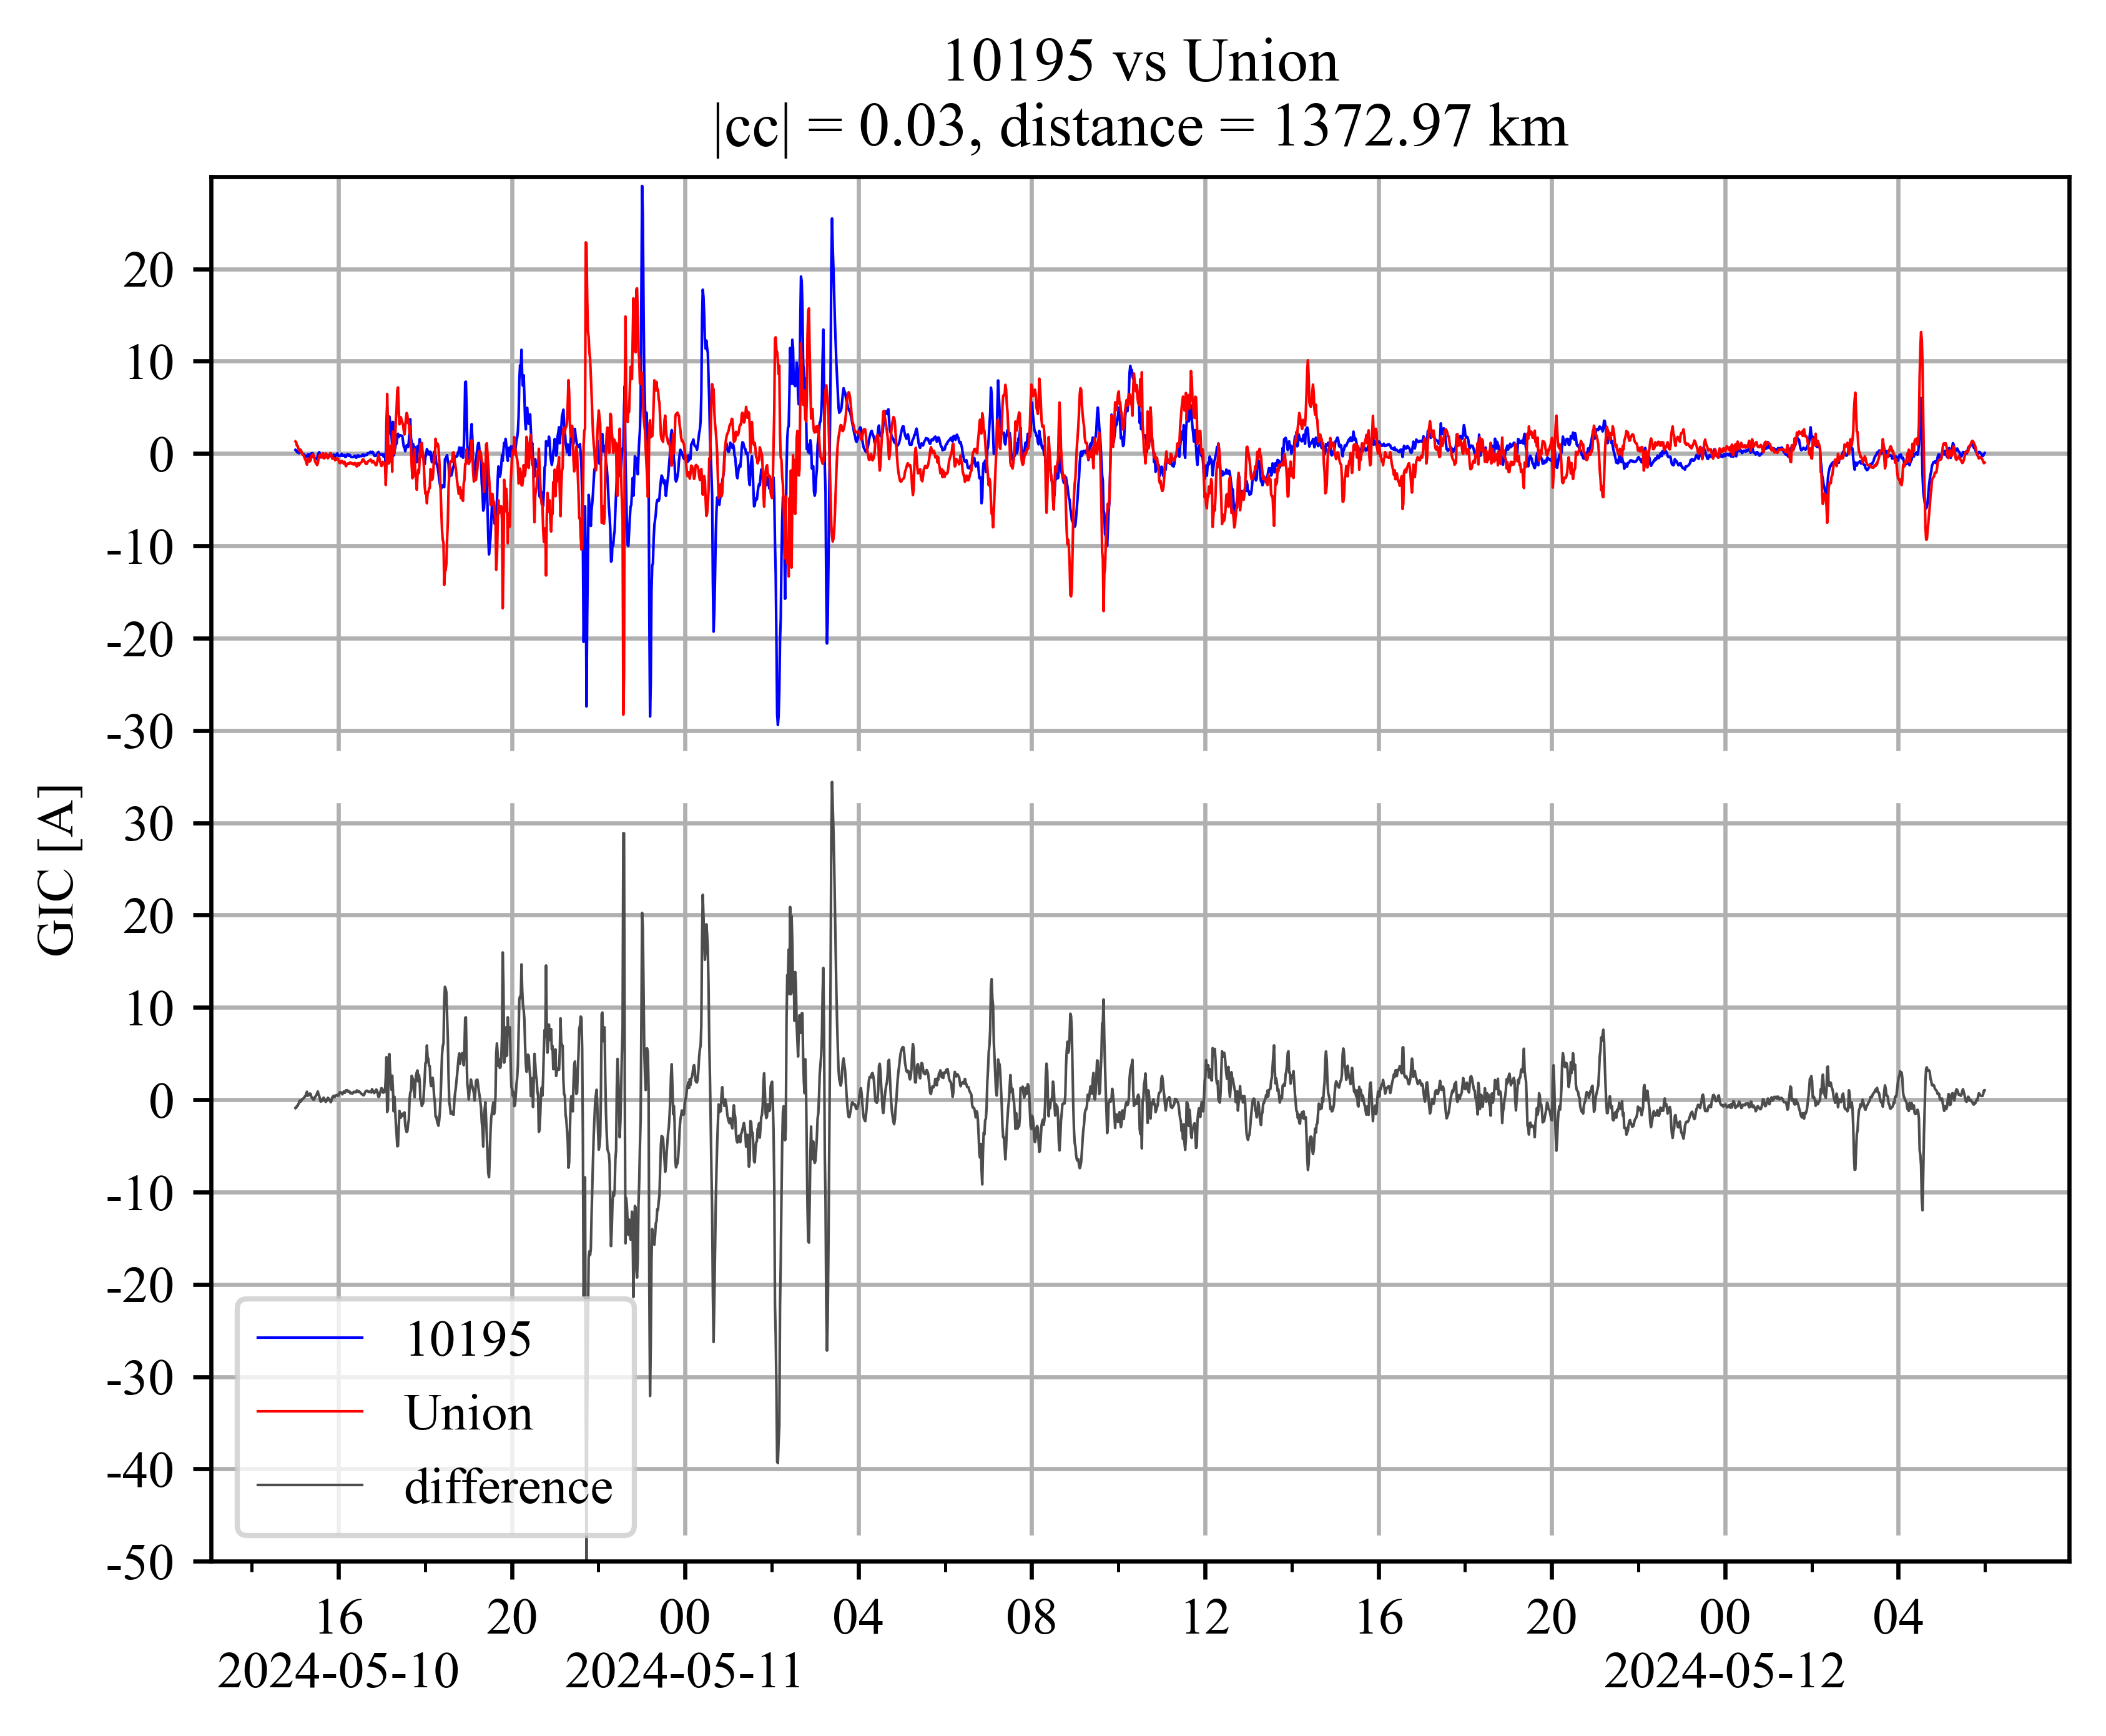 10195 vs Union
|cc| = 0.03, distance = 1372.97 km
20
10
0
-10
-20
-30
30
20
10
0
-10
-20
-30
-40
-50
GIC [A]
10195
Union
difference
16 20 00 04 08 12 16 20 00 04
2024-05-10 2024-05-11 2024-05-12